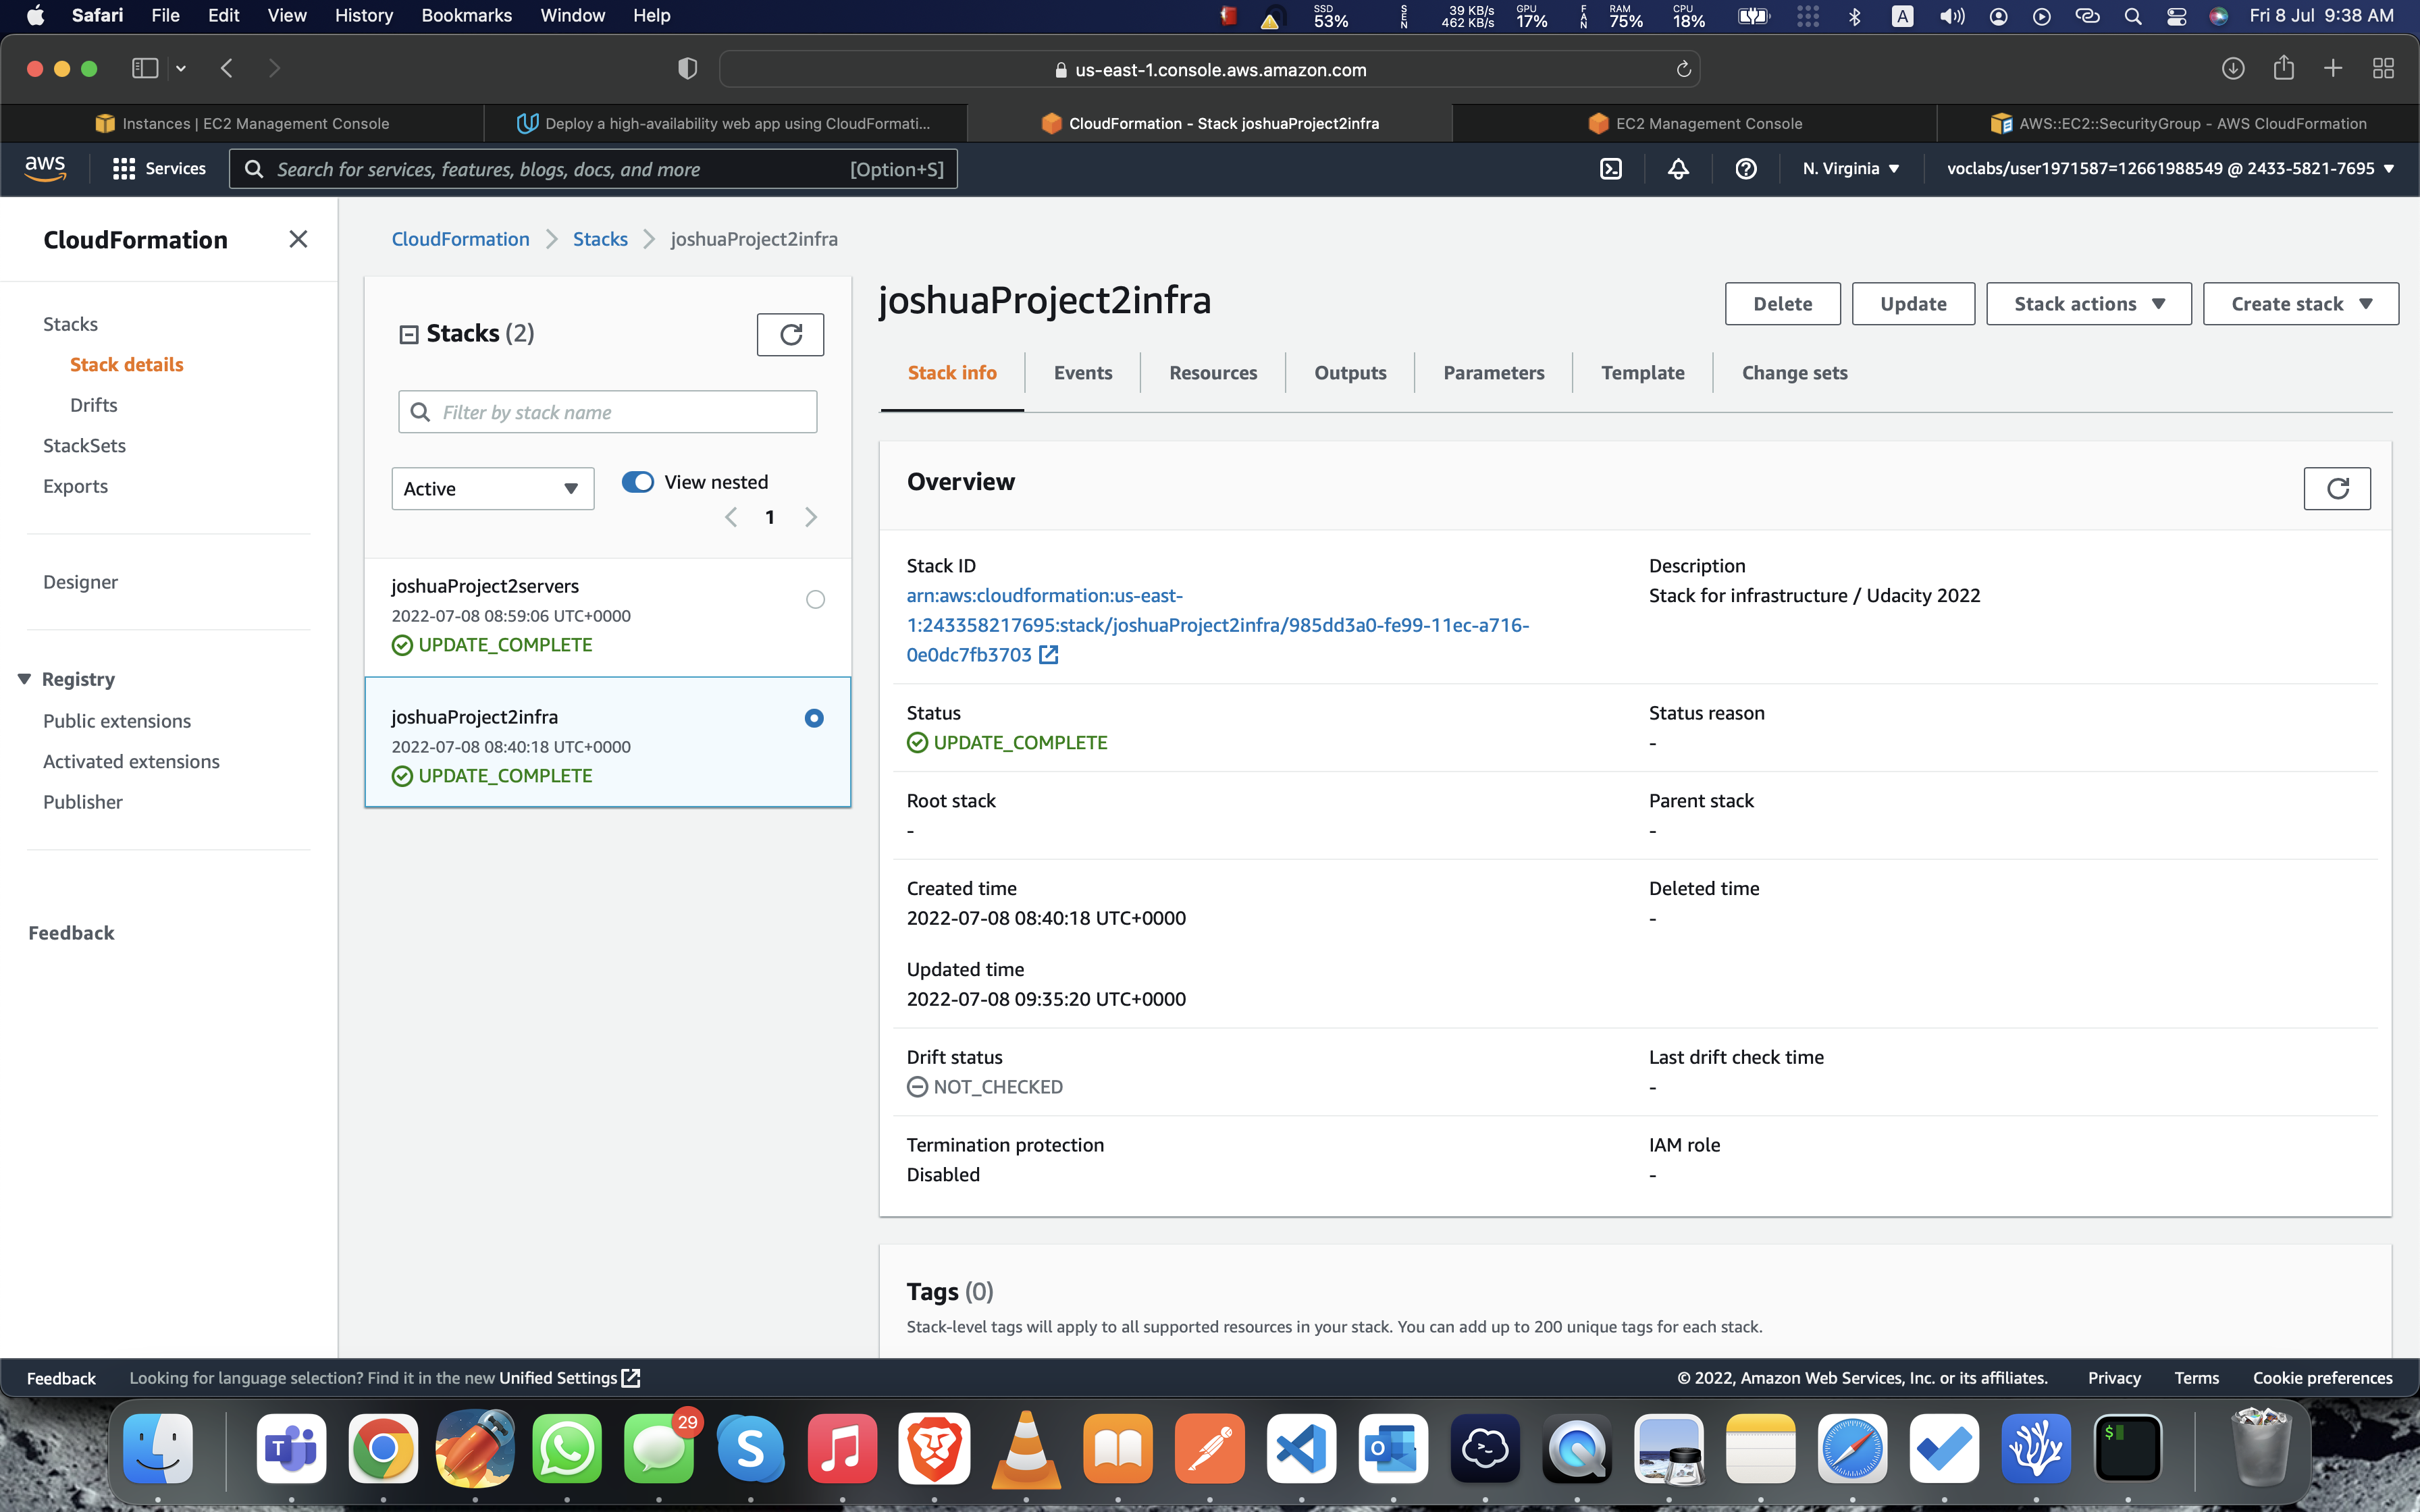 Safari File Edit View History Bookmarks Window Help
SSD 53% SEN 39 KB/s 462 KB/s GPU 17% FAN RAM 75% CPU 18% A Fri 8 Jul 9:38 AM
us-east-1.console.aws.amazon.com
Instances | EC2 Management Console
Deploy a high-availability web app using CloudFormati...
CloudFormation - Stack joshuaProject2infra
EC2 Management Console
AWS::EC2::SecurityGroup - AWS CloudFormation
aws Services Search for services, features, blogs, docs, and more [Option+S] N. Virginia voclabs/user1971587=12661988549 @ 2433-5821-7695
CloudFormation
Stacks
Stack details
Drifts
StackSets
Exports
Designer
Registry
Public extensions
Activated extensions
Publisher
Feedback
CloudFormation Stacks joshuaProject2infra
Stacks (2)
Filter by stack name
Active
View nested
1
joshuaProject2servers
2022-07-08 08:59:06 UTC+0000
UPDATE_COMPLETE
joshuaProject2infra
2022-07-08 08:40:18 UTC+0000
UPDATE_COMPLETE
joshuaProject2infra
Delete Update Stack actions Create stack
Stack info Events Resources Outputs Parameters Template Change sets
Overview
Stack ID
arn:aws:cloudformation:us-east-
1:243358217695:stack/joshuaProject2infra/985dd3a0-fe99-11ec-a716-
0e0dc7fb3703
Description
Stack for infrastructure / Udacity 2022
Status
UPDATE_COMPLETE
Status reason
-
Root stack
-
Parent stack
-
Created time
2022-07-08 08:40:18 UTC+0000
Deleted time
-
Updated time
2022-07-08 09:35:20 UTC+0000
Drift status
NOT_CHECKED
Last drift check time
-
Termination protection
Disabled
IAM role
-
Tags (0)
Stack-level tags will apply to all supported resources in your stack. You can add up to 200 unique tags for each stack.
Feedback Looking for language selection? Find it in the new Unified Settings © 2022, Amazon Web Services, Inc. or its affiliates. Privacy Terms Cookie preferences
T 29 S O $